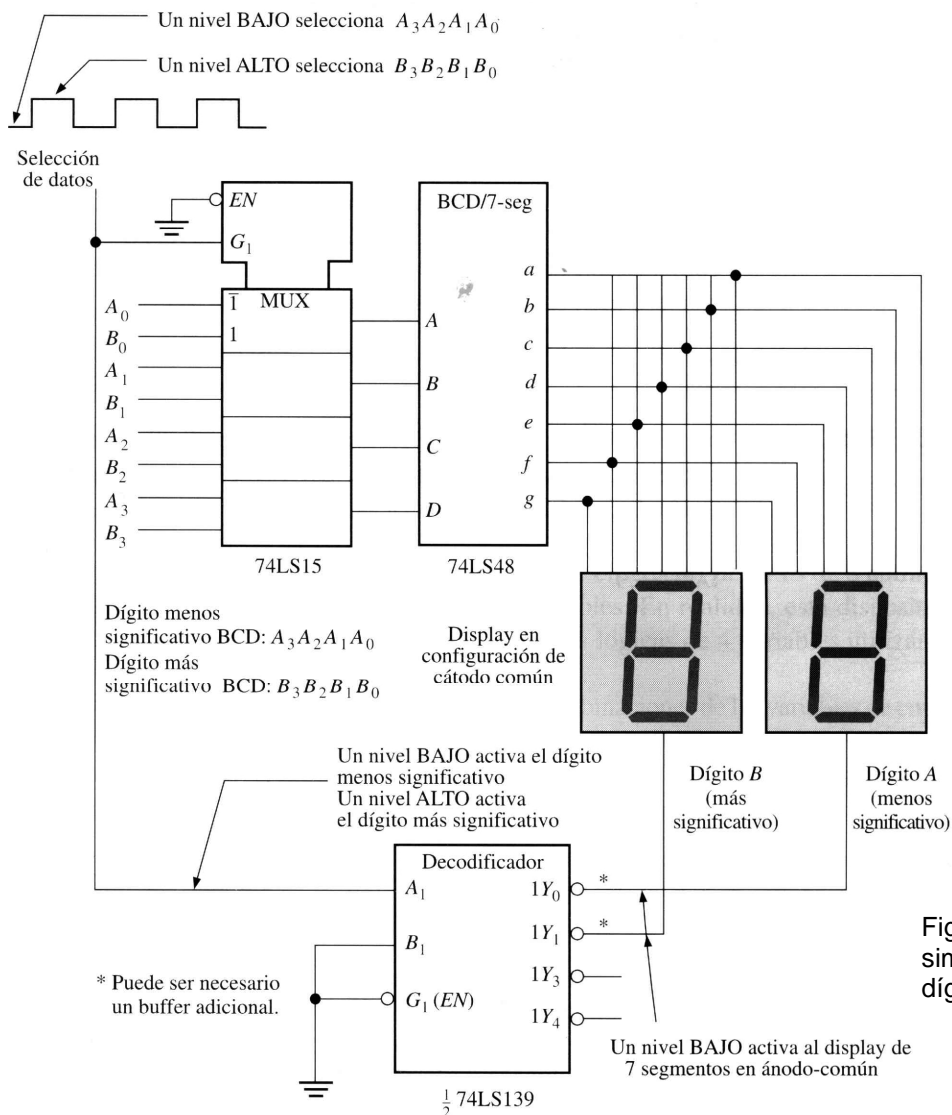 Un nivel BAJO selecciona A₃A₂A₁A₀
Un nivel ALTO selecciona B₃B₂B₁B₀
Selección
de datos
EN
G₁
MUX
1̅
1
A₀
B₀
A₁
B₁
A₂
B₂
A₃
B₃
74LS15
BCD/7-seg
A
B
C
D
a
b
c
d
e
f
g
74LS48
Dígito menos
significativo BCD: A₃A₂A₁A₀
Dígito más
significativo BCD: B₃B₂B₁B₀
Display en
configuración de
cátodo común
Dígito B
(más
significativo)
Dígito A
(menos
significativo)
Un nivel BAJO activa el dígito
menos significativo
Un nivel ALTO activa
el dígito más significativo
Decodificador
A₁
B₁
G₁ (EN)
1Y₀
1Y₁
1Y₃
1Y₄
*
*
* Puede ser necesario
un buffer adicional.
½ 74LS139
Un nivel BAJO activa al display de
7 segmentos en ánodo-común
Fig
sin
díg